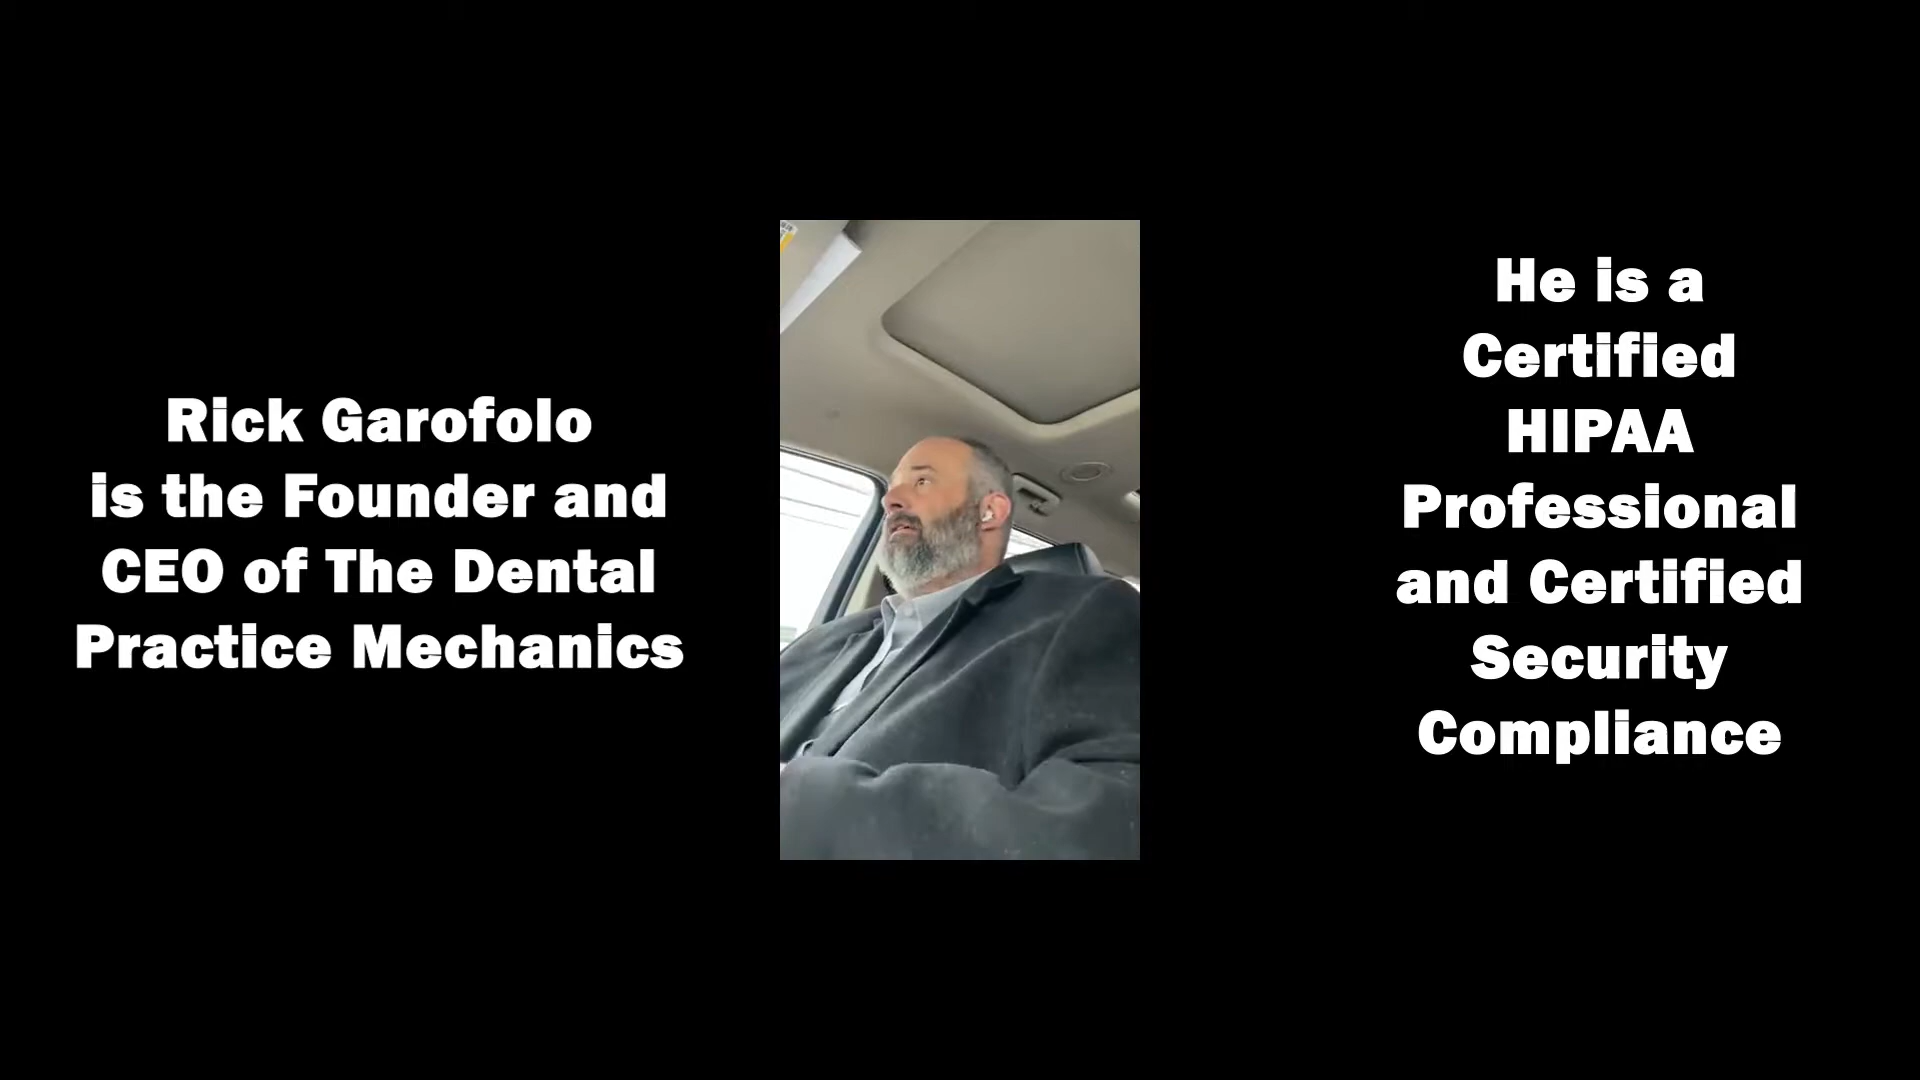 Rick Garofolo
is the Founder and
CEO of The Dental
Practice Mechanics
He is a
Certified
HIPAA
Professional
and Certified
Security
Compliance